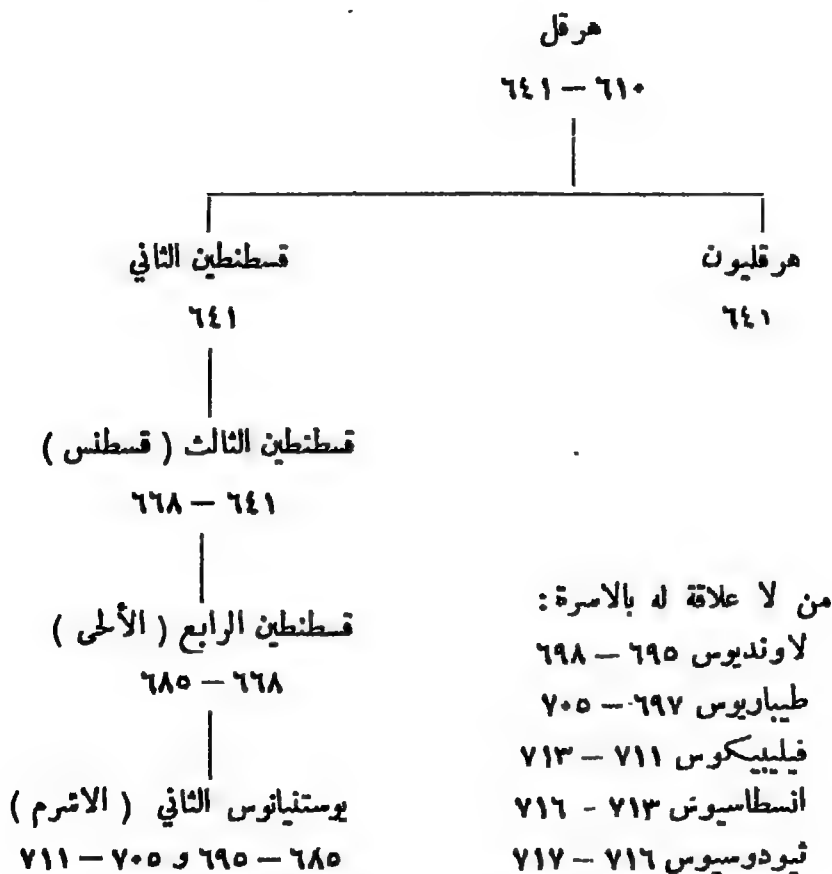 هرقل
٦١٠ — ٦٤١
هرقليون
٦٤١
قسطنطين الثاني
٦٤١
قسطنطين الثالث ( قسطنس )
٦٤١ — ٦٦٨
قسطنطين الرابع ( الألحى )
٦٦٨ — ٦٨٥
يوستنيانوس الثاني ( الاشرم )
٦٨٥ — ٦٩٥ و ٧٠٥ — ٧١١
من لا علاقة له بالاسرة :
لاونديوس ٦٩٥ — ٦٩٨
طيباريوس ٦٩٧ — ٧٠٥
فيليبيكوس ٧١١ — ٧١٣
انسطاسيوس ٧١٣ - ٧١٦
ثيودوسيوس ٧١٦ — ٧١٧